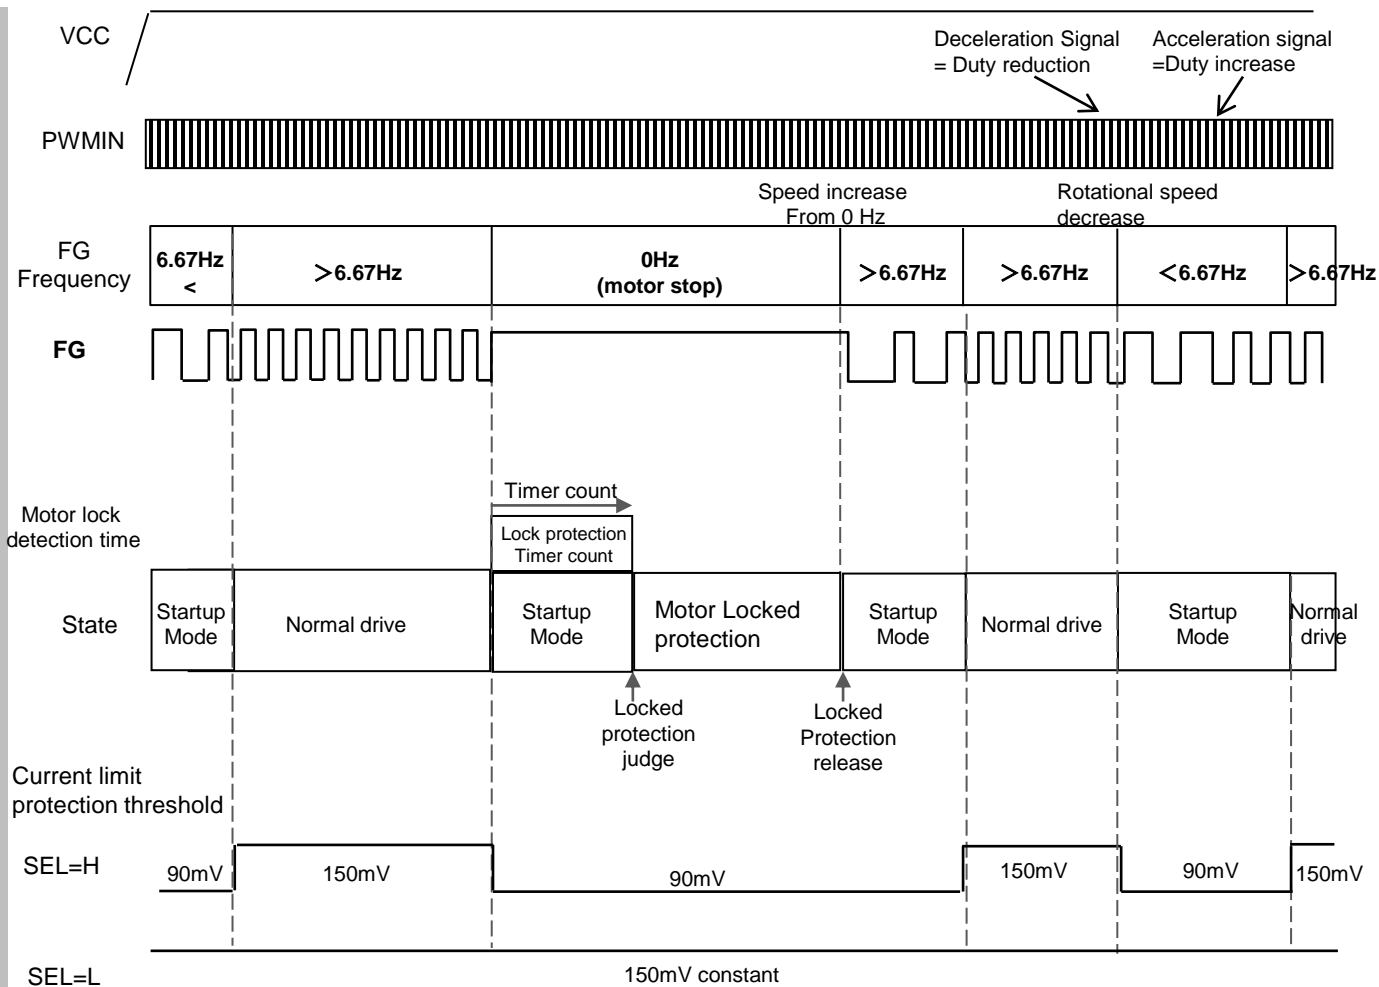 VCC
Deceleration Signal
= Duty reduction
Acceleration signal
=Duty increase
PWMIN
Speed increase
From 0 Hz
Rotational speed
decrease
FG
Frequency
6.67Hz
<
＞6.67Hz
0Hz
(motor stop)
＞6.67Hz
＞6.67Hz
＜6.67Hz
＞6.67Hz
FG
Timer count
Motor lock
detection time
Lock protection
Timer count
State
Startup
Mode
Normal drive
Startup
Mode
Motor Locked
protection
Startup
Mode
Normal drive
Startup
Mode
Normal
drive
Locked
protection
judge
Locked
Protection
release
Current limit
protection threshold
SEL=H
90mV
150mV
90mV
150mV
90mV
150mV
SEL=L
150mV constant